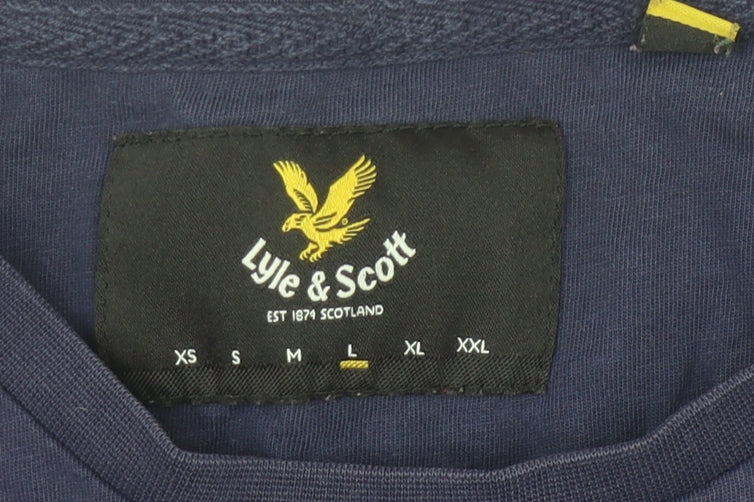 Lyle & Scott
EST 1874 SCOTLAND
XS S M L XL XXL